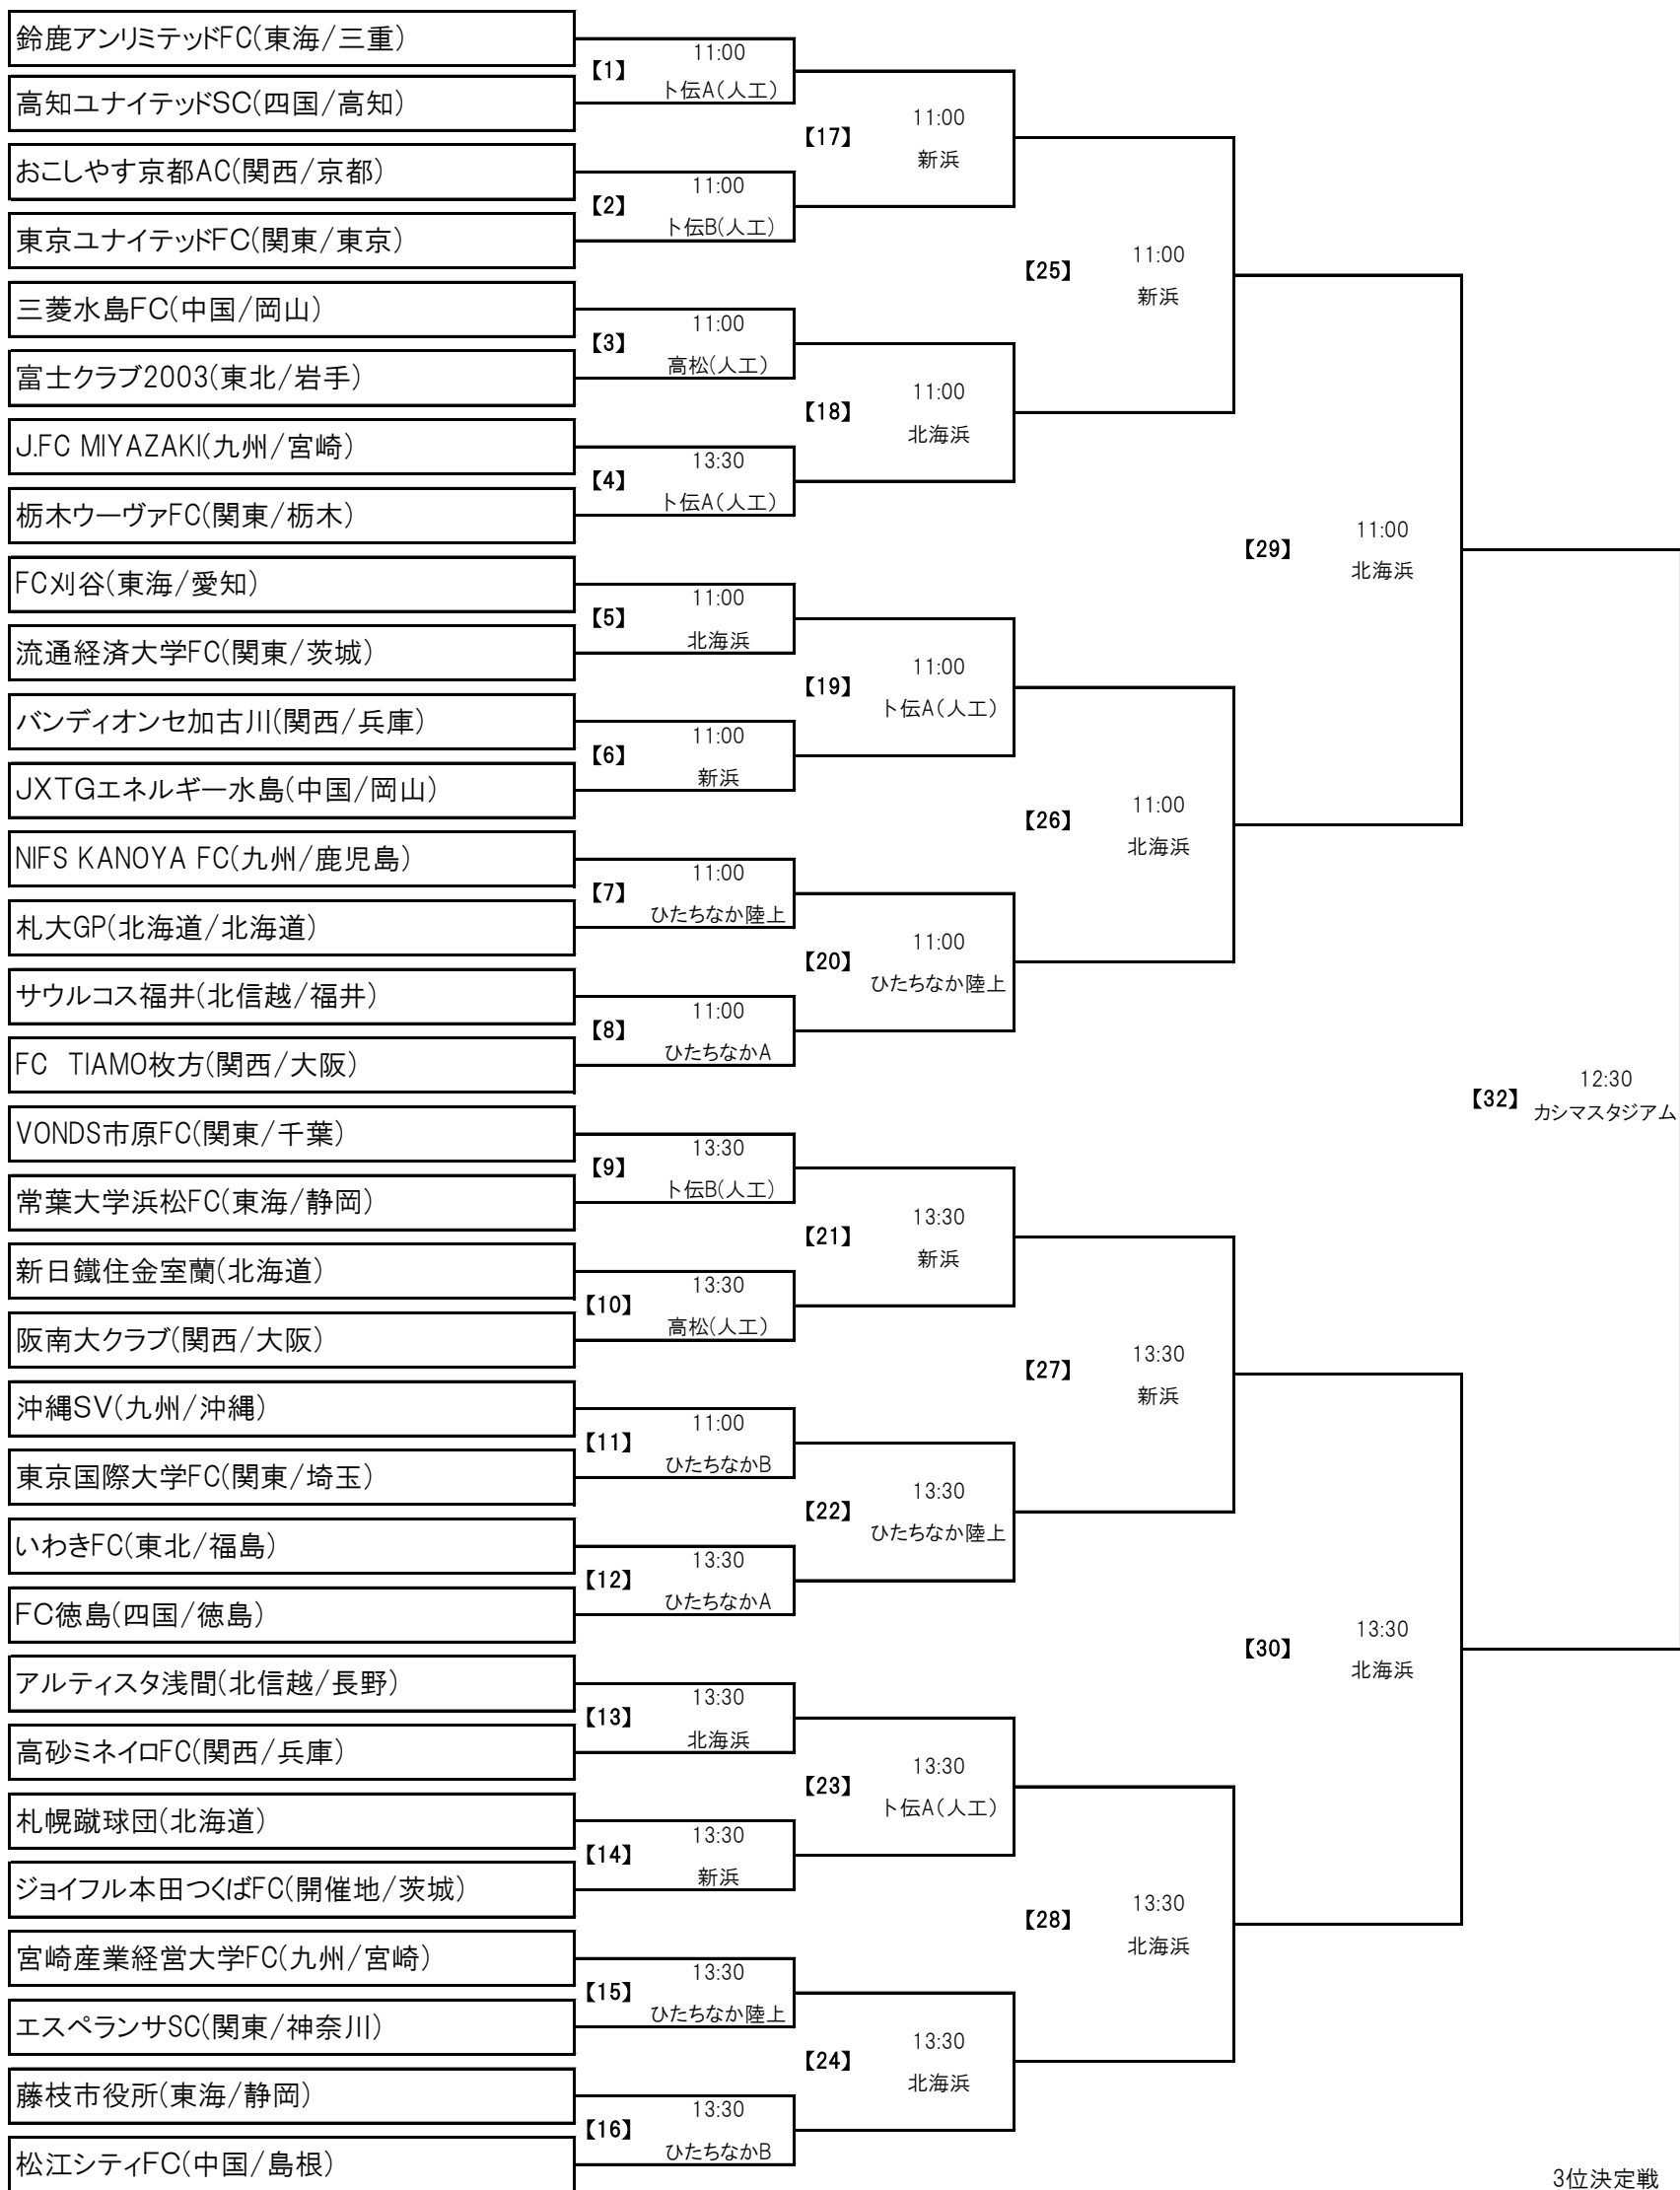 鈴鹿アンリミテッドFC(東海/三重)
11:00
【1】
ト伝A(人工)
高知ユナイテッドSC(四国/高知)
11:00
【17】
新浜
おこしやす京都AC(関西/京都)
11:00
【2】
ト伝B(人工)
東京ユナイテッドFC(関東/東京)
11:00
【25】
新浜
三菱水島FC(中国/岡山)
11:00
【3】
高松(人工)
富士クラブ2003(東北/岩手)
11:00
【18】
北海浜
J.FC MIYAZAKI(九州/宮崎)
13:30
【4】
ト伝A(人工)
栃木ウーヴァFC(関東/栃木)
11:00
【29】
北海浜
FC刈谷(東海/愛知)
11:00
【5】
北海浜
流通経済大学FC(関東/茨城)
11:00
【19】
ト伝A(人工)
バンディオンセ加古川(関西/兵庫)
11:00
【6】
新浜
JXTGエネルギー水島(中国/岡山)
11:00
【26】
北海浜
NIFS KANOYA FC(九州/鹿児島)
11:00
【7】
ひたちなか陸上
札大GP(北海道/北海道)
11:00
【20】
ひたちなか陸上
サウルコス福井(北信越/福井)
11:00
【8】
ひたちなかA
FC　TIAMO枚方(関西/大阪)
12:30
【32】
カシマスタジアム
VONDS市原FC(関東/千葉)
13:30
【9】
ト伝B(人工)
常葉大学浜松FC(東海/静岡)
13:30
【21】
新浜
新日鐵住金室蘭(北海道)
13:30
【10】
高松(人工)
阪南大クラブ(関西/大阪)
13:30
【27】
新浜
沖縄SV(九州/沖縄)
11:00
【11】
ひたちなかB
東京国際大学FC(関東/埼玉)
13:30
【22】
ひたちなか陸上
いわきFC(東北/福島)
13:30
【12】
ひたちなかA
FC徳島(四国/徳島)
13:30
【30】
北海浜
アルティスタ浅間(北信越/長野)
13:30
【13】
北海浜
高砂ミネイロFC(関西/兵庫)
13:30
【23】
ト伝A(人工)
札幌蹴球団(北海道)
13:30
【14】
新浜
ジョイフル本田つくばFC(開催地/茨城)
13:30
【28】
北海浜
宮崎産業経営大学FC(九州/宮崎)
13:30
【15】
ひたちなか陸上
エスペランサSC(関東/神奈川)
13:30
【24】
北海浜
藤枝市役所(東海/静岡)
13:30
【16】
ひたちなかB
松江シティFC(中国/島根)
3位決定戦